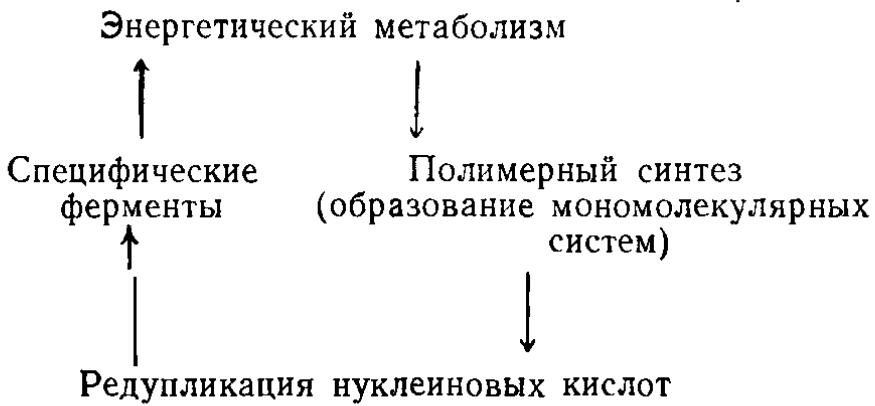 Энергетический метаболизм
Специфические
ферменты
Полимерный синтез
(образование мономолекулярных
систем)
Редупликация нуклеиновых кислот